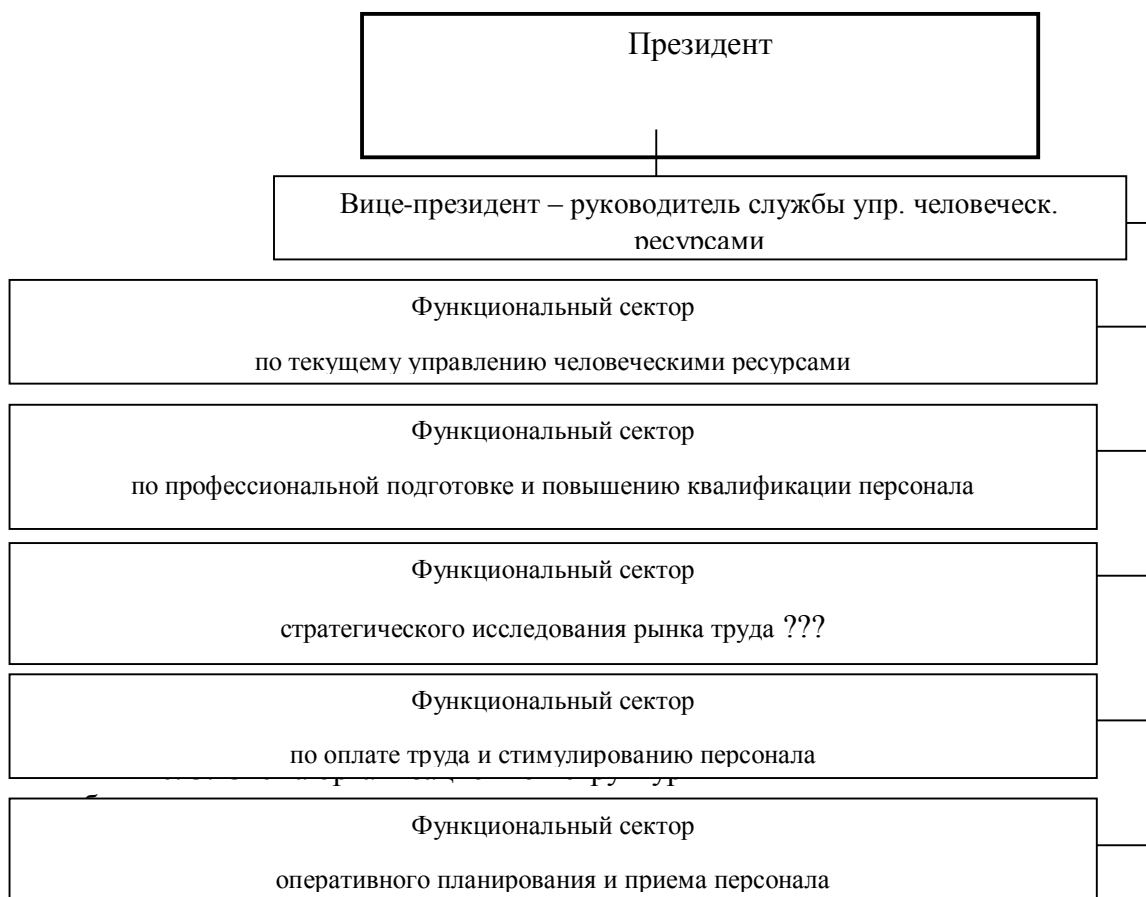 Президент
Вице-президент – руководитель службы упр. человеческ.
ресурсами
Функциональный сектор
по текущему управлению человеческими ресурсами
Функциональный сектор
по профессиональной подготовке и повышению квалификации персонала
Функциональный сектор
стратегического исследования рынка труда ???
Функциональный сектор
по оплате труда и стимулированию персонала
Функциональный сектор
оперативного планирования и приема персонала